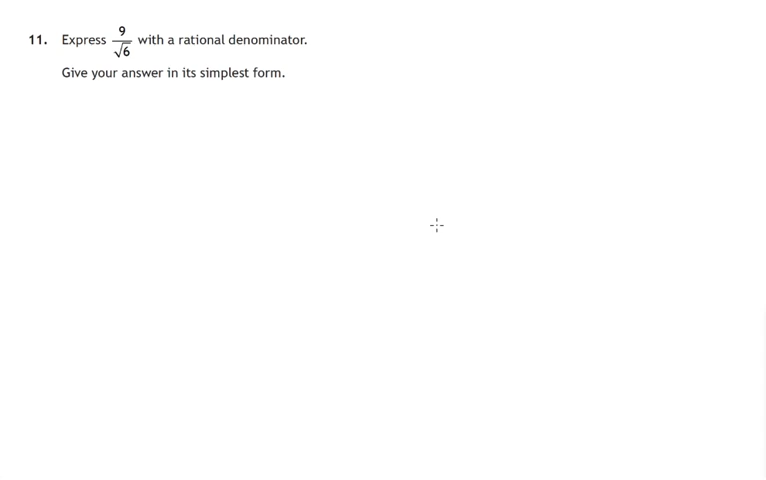 11. Express 9/√6 with a rational denominator.
Give your answer in its simplest form.